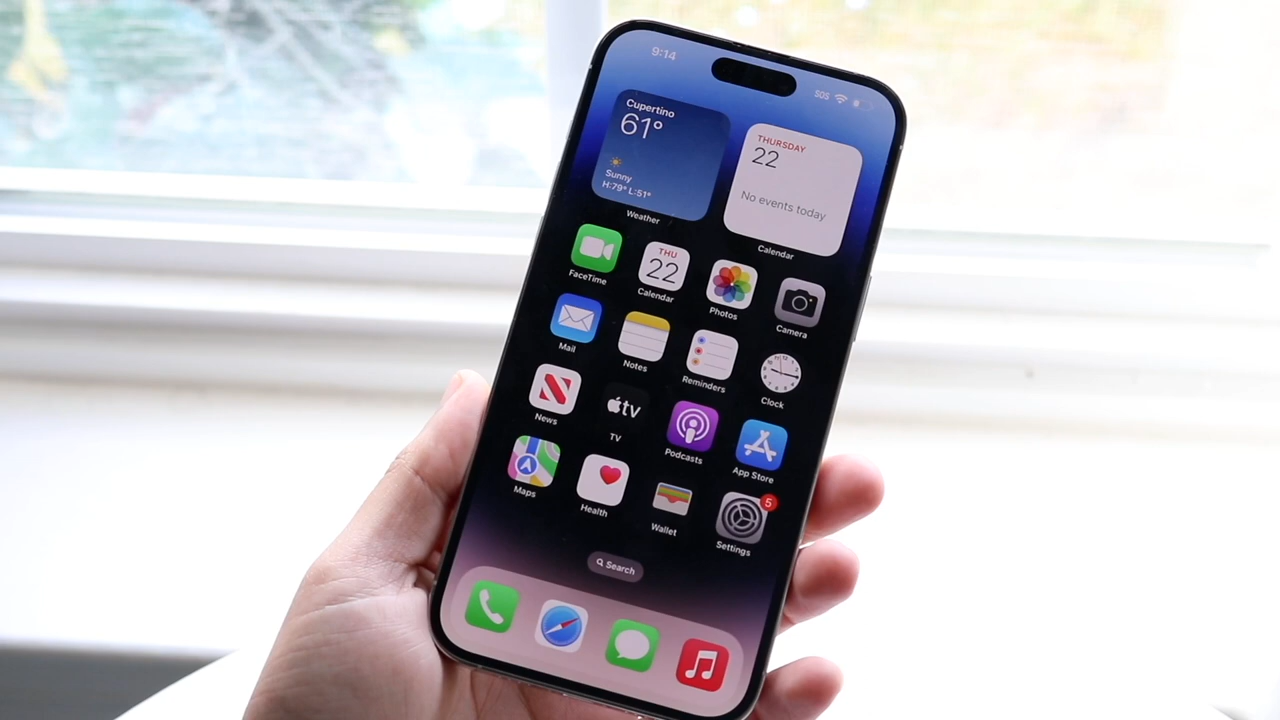 9:14
SOS
Cupertino
61°
Sunny
H:79° L:51°
Weather
THURSDAY
22
No events today
Calendar
FaceTime
THU
22
Calendar
Photos
Camera
Mail
Notes
Reminders
Clock
News
tv
TV
Podcasts
App Store
Maps
Health
Wallet
5
Settings
Search